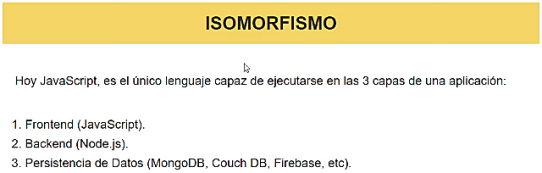 ISOMORFISMO
Hoy JavaScript, es el único lenguaje capaz de ejecutarse en las 3 capas de una aplicación:
1. Frontend (JavaScript).
2. Backend (Node.js).
3. Persistencia de Datos (MongoDB, Couch DB, Firebase, etc).